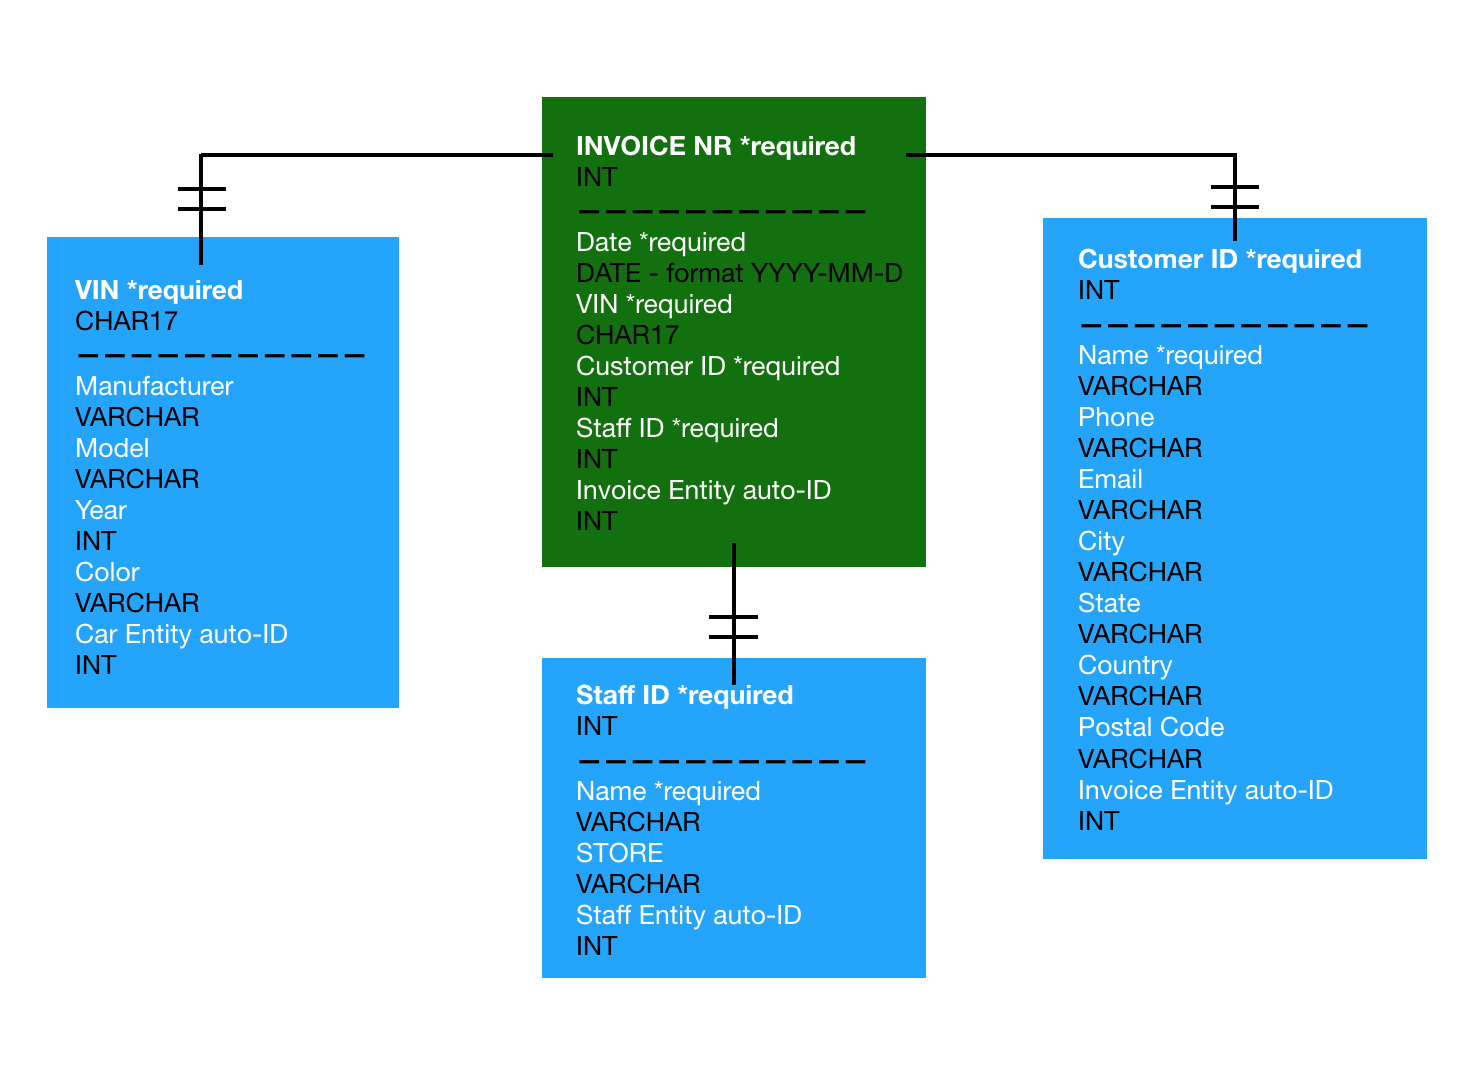 INVOICE NR *required
INT
Date *required
DATE - format YYYY-MM-D
VIN *required
CHAR17
Customer ID *required
INT
Staff ID *required
INT
Invoice Entity auto-ID
INT
VIN *required
CHAR17
Manufacturer
VARCHAR
Model
VARCHAR
Year
INT
Color
VARCHAR
Car Entity auto-ID
INT
Customer ID *required
INT
Name *required
VARCHAR
Phone
VARCHAR
Email
VARCHAR
City
VARCHAR
State
VARCHAR
Country
VARCHAR
Postal Code
VARCHAR
Invoice Entity auto-ID
INT
Staff ID *required
INT
Name *required
VARCHAR
STORE
VARCHAR
Staff Entity auto-ID
INT